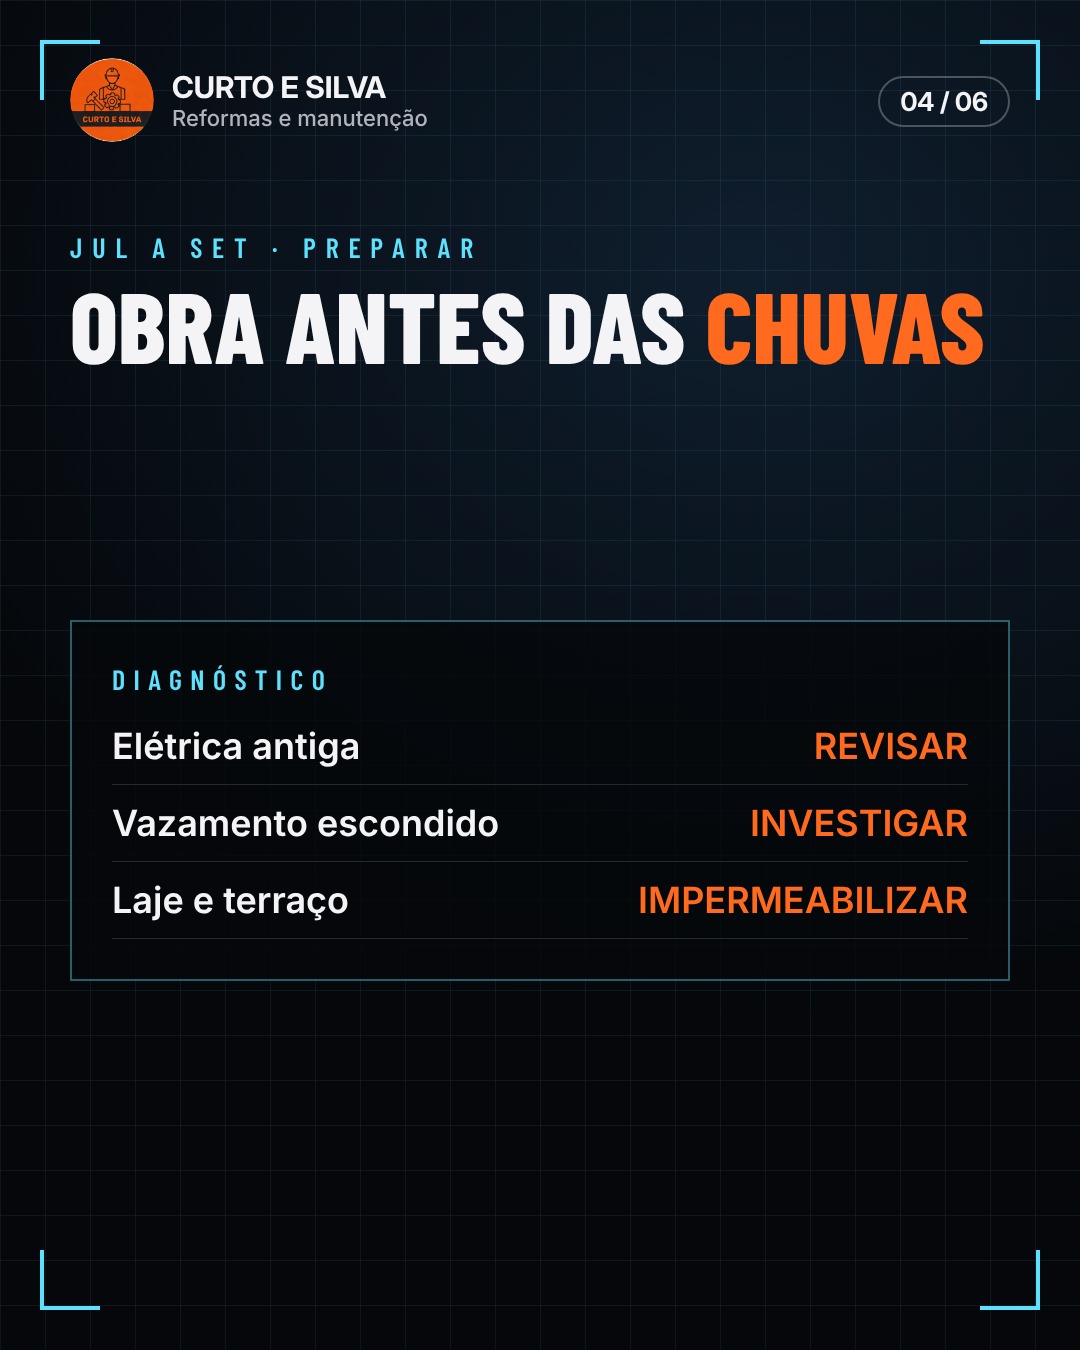 CURTO E SILVA
CURTO E SILVA
Reformas e manutenção
04 / 06
JUL A SET · PREPARAR
OBRA ANTES DAS CHUVAS
DIAGNÓSTICO
Elétrica antiga REVISAR
Vazamento escondido INVESTIGAR
Laje e terraço IMPERMEABILIZAR